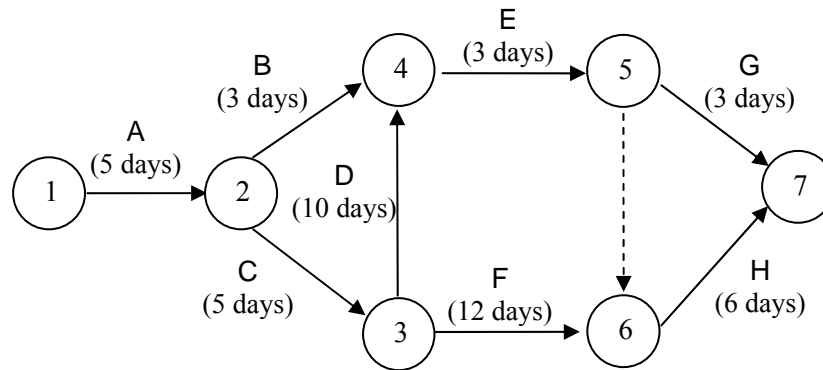 E
(3 days)
B
(3 days)
4
5
G
(3 days)
A
(5 days)
1
2
D
(10 days)
7
C
(5 days)
3
F
(12 days)
6
H
(6 days)